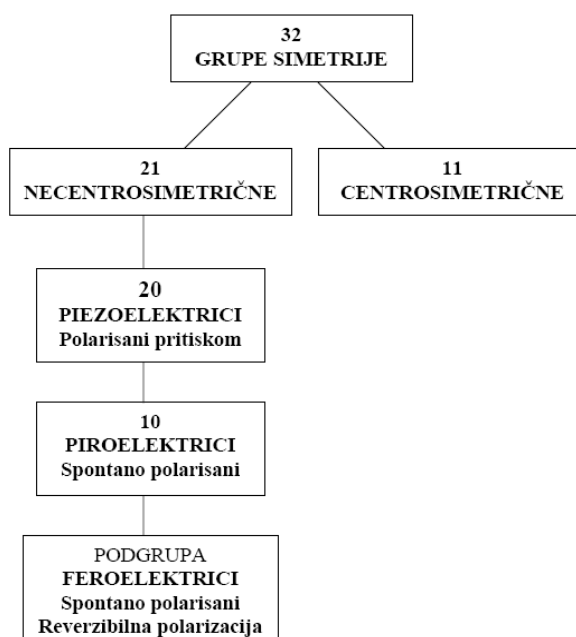 32
GRUPE SIMETRIJE
21
NECENTROSIMETRIČNE
11
CENTROSIMETRIČNE
20
PIEZOELEKTRICI
Polarisani pritiskom
10
PIROELEKTRICI
Spontano polarisani
PODGRUPA
FEROELEKTRICI
Spontano polarisani
Reverzibilna polarizacija